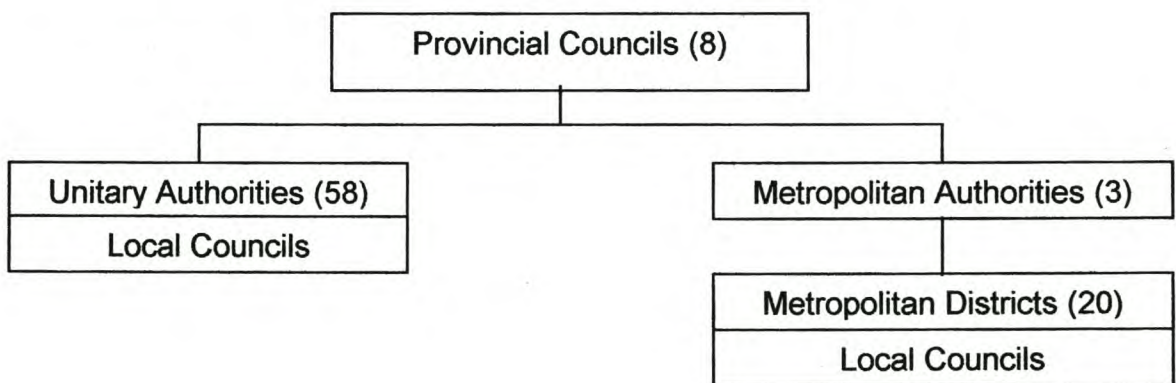 Provincial Councils (8)
Unitary Authorities (58)
Local Councils
Metropolitan Authorities (3)
Metropolitan Districts (20)
Local Councils